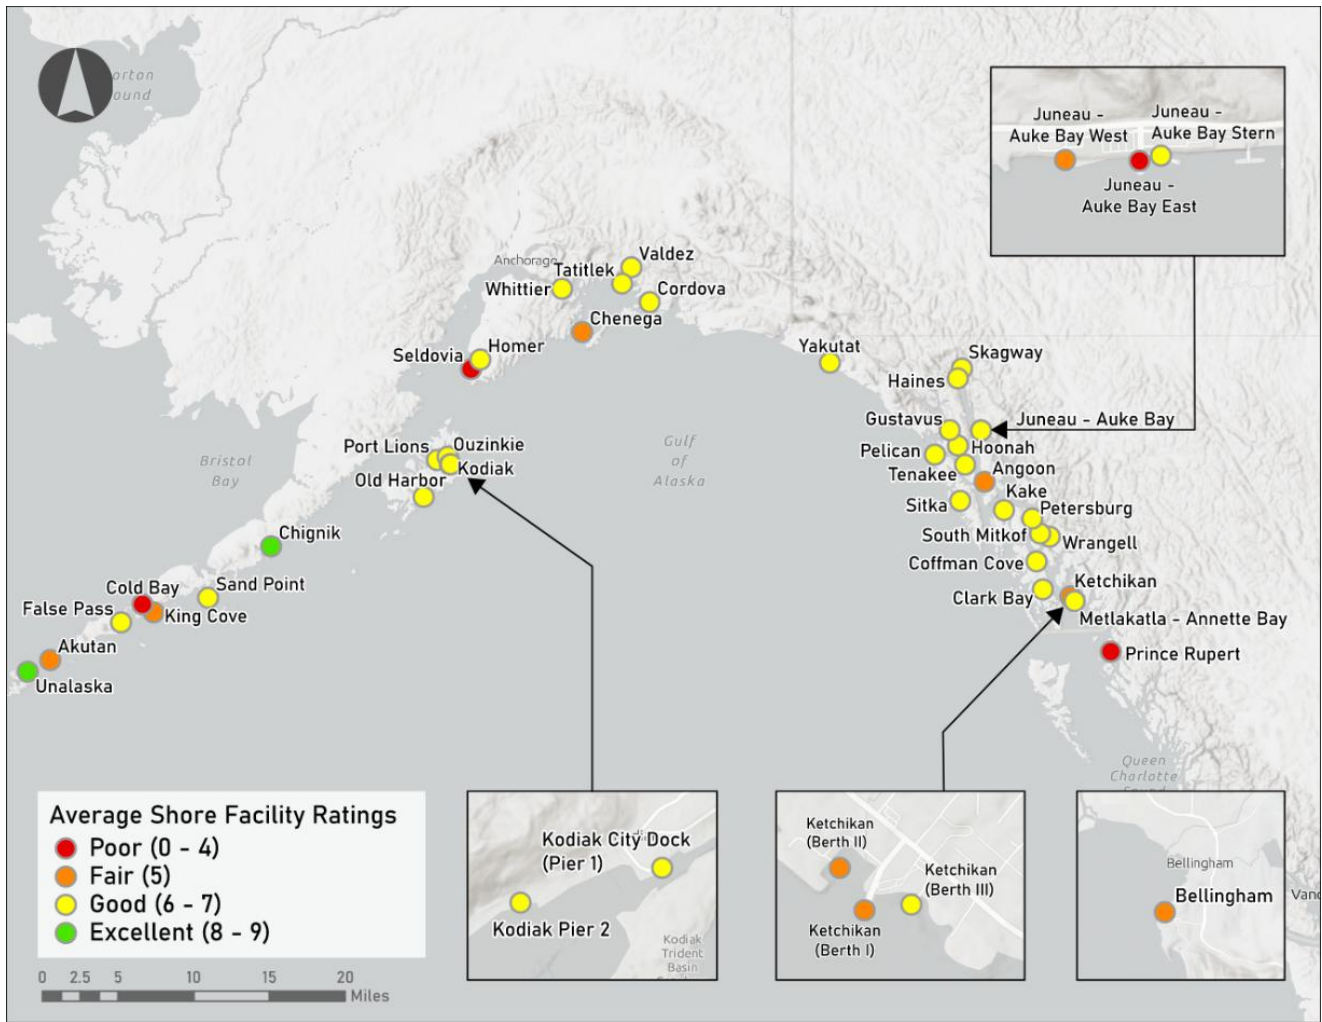 orton
ound
Juneau -
Auke Bay West
Juneau -
Auke Bay Stern
Juneau -
Auke Bay East
Anchorage
Valdez
Tatitlek
Whittier
Cordova
Chenega
Homer
Seldovia
Yakutat
Skagway
Haines
Gustavus
Juneau - Auke Bay
Pelican
Hoonah
Tenakee
Angoon
Sitka
Kake
Petersburg
South Mitkof
Wrangell
Coffman Cove
Ketchikan
Clark Bay
Metlakatla - Annette Bay
Prince Rupert
Gulf
of
Alaska
Port Lions
Ouzinkie
Kodiak
Old Harbor
Bristol
Bay
Chignik
Cold Bay
Sand Point
False Pass
King Cove
Akutan
Unalaska
Queen
Charlotte
Average Shore Facility Ratings
Poor (0 - 4)
Fair (5)
Good (6 - 7)
Excellent (8 - 9)
0 2.5 5 10 15 20
Miles
Kodiak City Dock
(Pier 1)
Kodiak Pier 2
Kodiak
Trident
Basin
Ketchikan
(Berth II)
Ketchikan
(Berth III)
Ketchikan
(Berth I)
Bellingham
Bellingham
Vanc